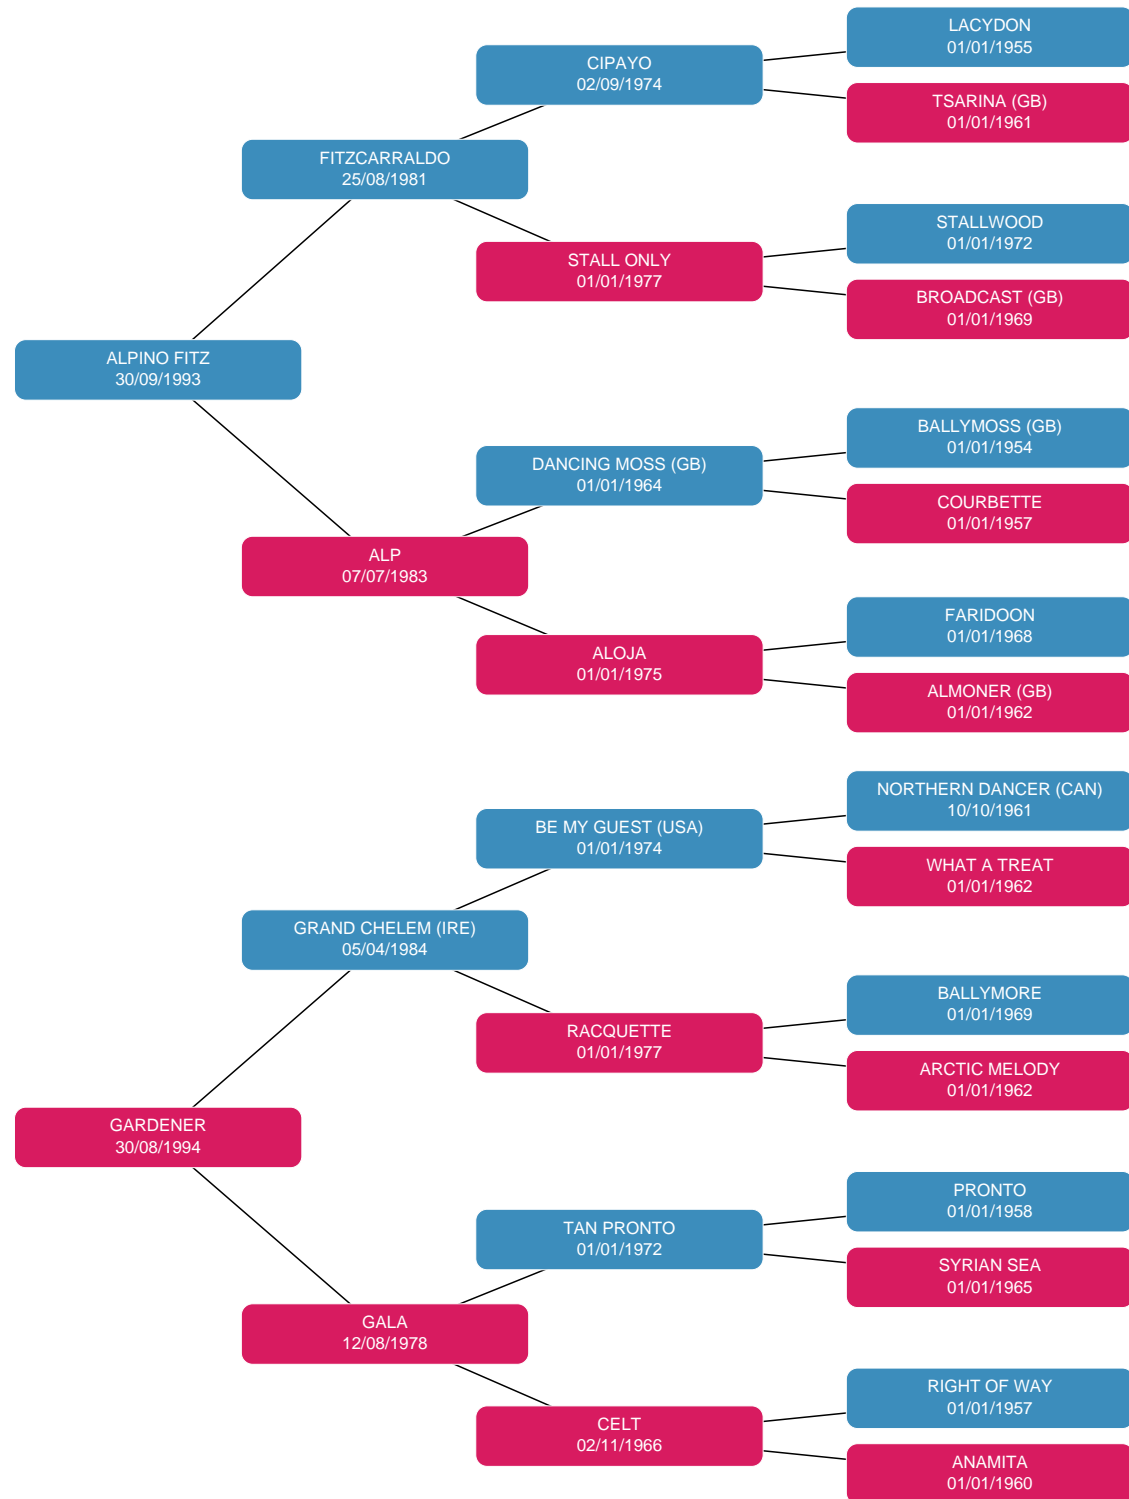 LACYDON
01/01/1955
CIPAYO
02/09/1974
TSARINA (GB)
01/01/1961
FITZCARRALDO
25/08/1981
STALLWOOD
01/01/1972
STALL ONLY
01/01/1977
BROADCAST (GB)
01/01/1969
ALPINO FITZ
30/09/1993
BALLYMOSS (GB)
01/01/1954
DANCING MOSS (GB)
01/01/1964
COURBETTE
01/01/1957
ALP
07/07/1983
FARIDOON
01/01/1968
ALOJA
01/01/1975
ALMONER (GB)
01/01/1962
NORTHERN DANCER (CAN)
10/10/1961
BE MY GUEST (USA)
01/01/1974
WHAT A TREAT
01/01/1962
GRAND CHELEM (IRE)
05/04/1984
BALLYMORE
01/01/1969
RACQUETTE
01/01/1977
ARCTIC MELODY
01/01/1962
GARDENER
30/08/1994
PRONTO
01/01/1958
TAN PRONTO
01/01/1972
SYRIAN SEA
01/01/1965
GALA
12/08/1978
RIGHT OF WAY
01/01/1957
CELT
02/11/1966
ANAMITA
01/01/1960